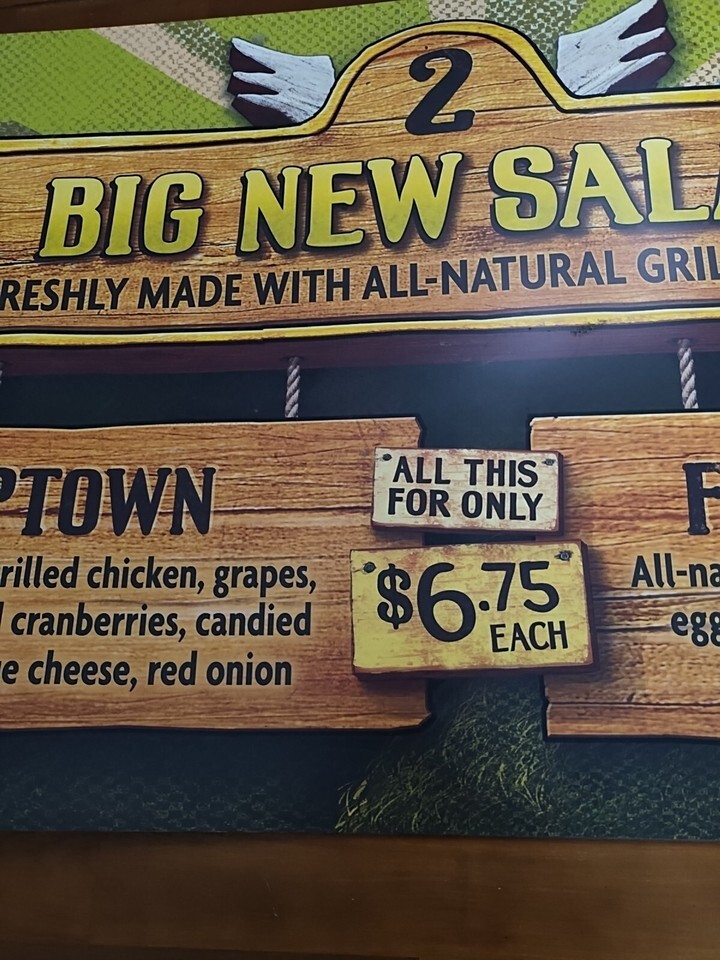 2
BIG NEW SAL
RESHLY MADE WITH ALL-NATURAL GRIL
PTOWN
rilled chicken, grapes,
cranberries, candied
e cheese, red onion
ALL THIS
FOR ONLY
$6.75
EACH
F
All-na
egg